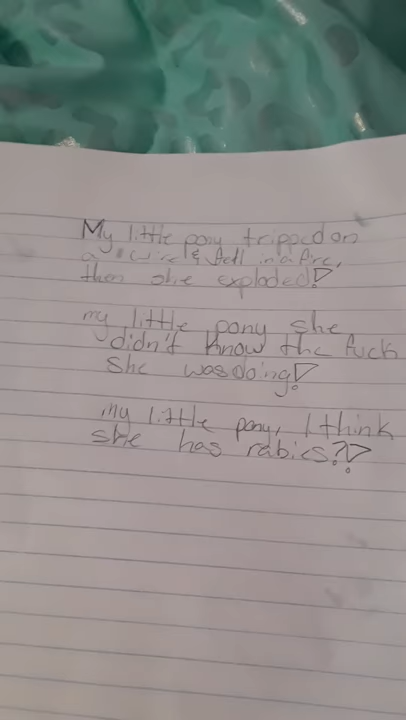 My little pony tripped on
a wire & fell in a fire,
then she exploded!
my little pony she
didn't know the fuck
she was doing!
My little pony, I think
she has rabies?!